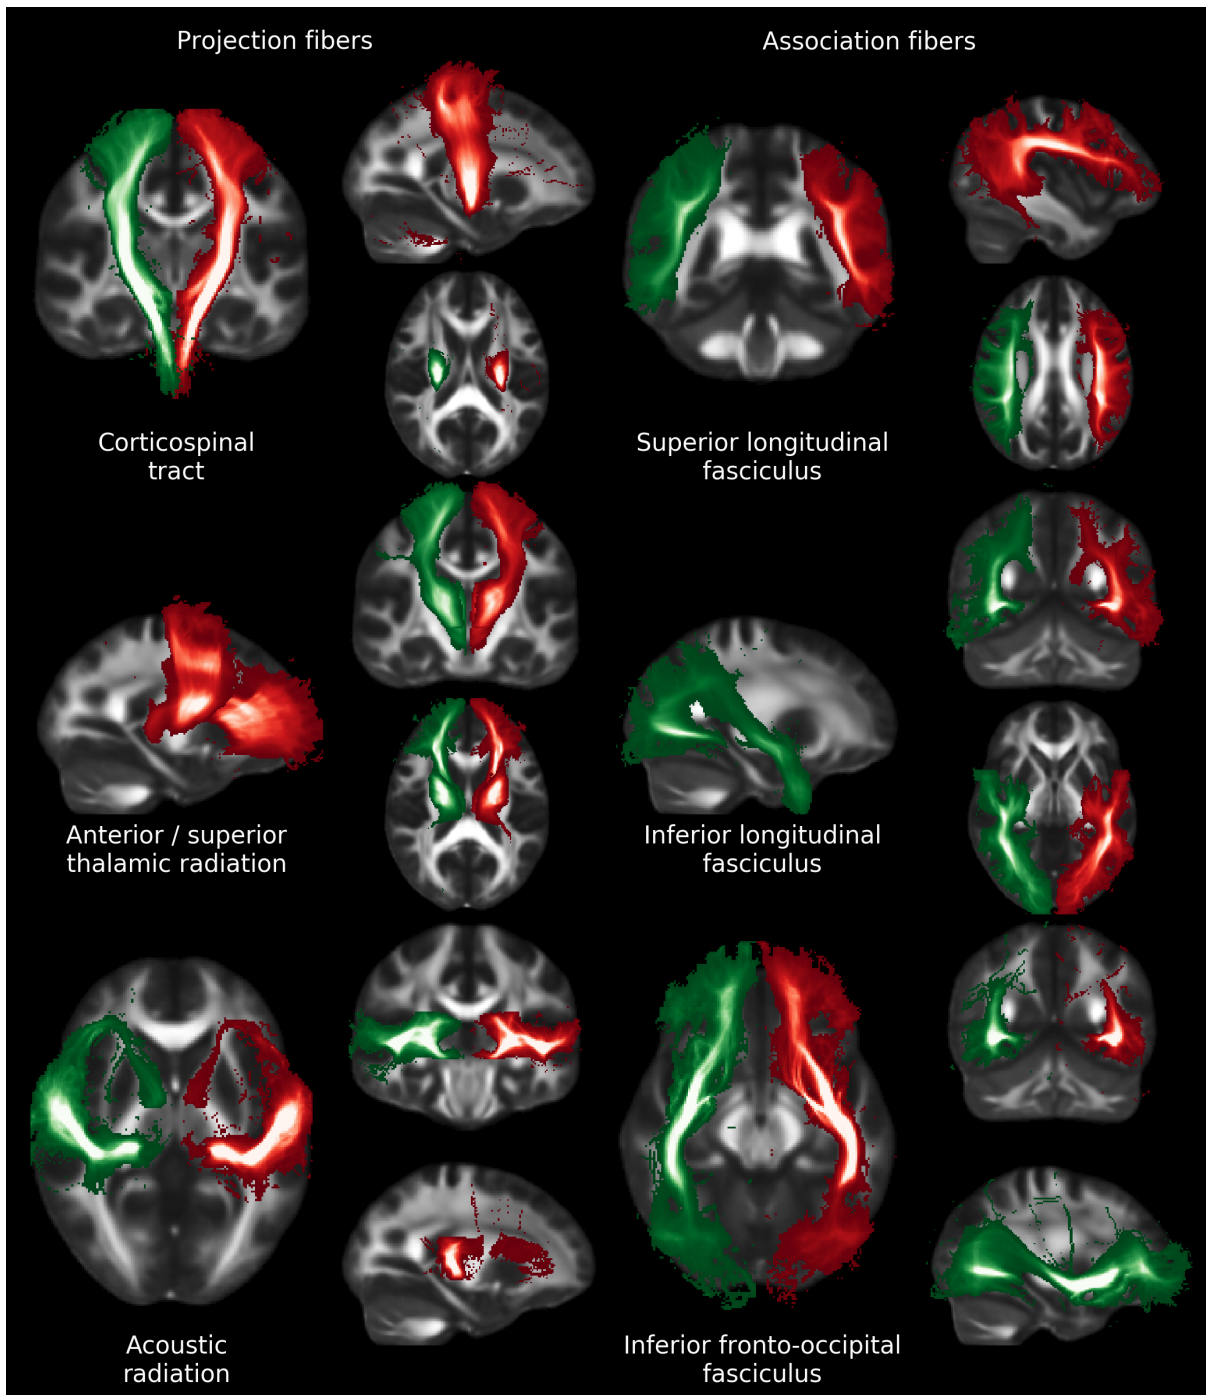 Projection fibers
Association fibers
Corticospinal
tract
Superior longitudinal
fasciculus
Anterior / superior
thalamic radiation
Inferior longitudinal
fasciculus
Acoustic
radiation
Inferior fronto-occipital
fasciculus